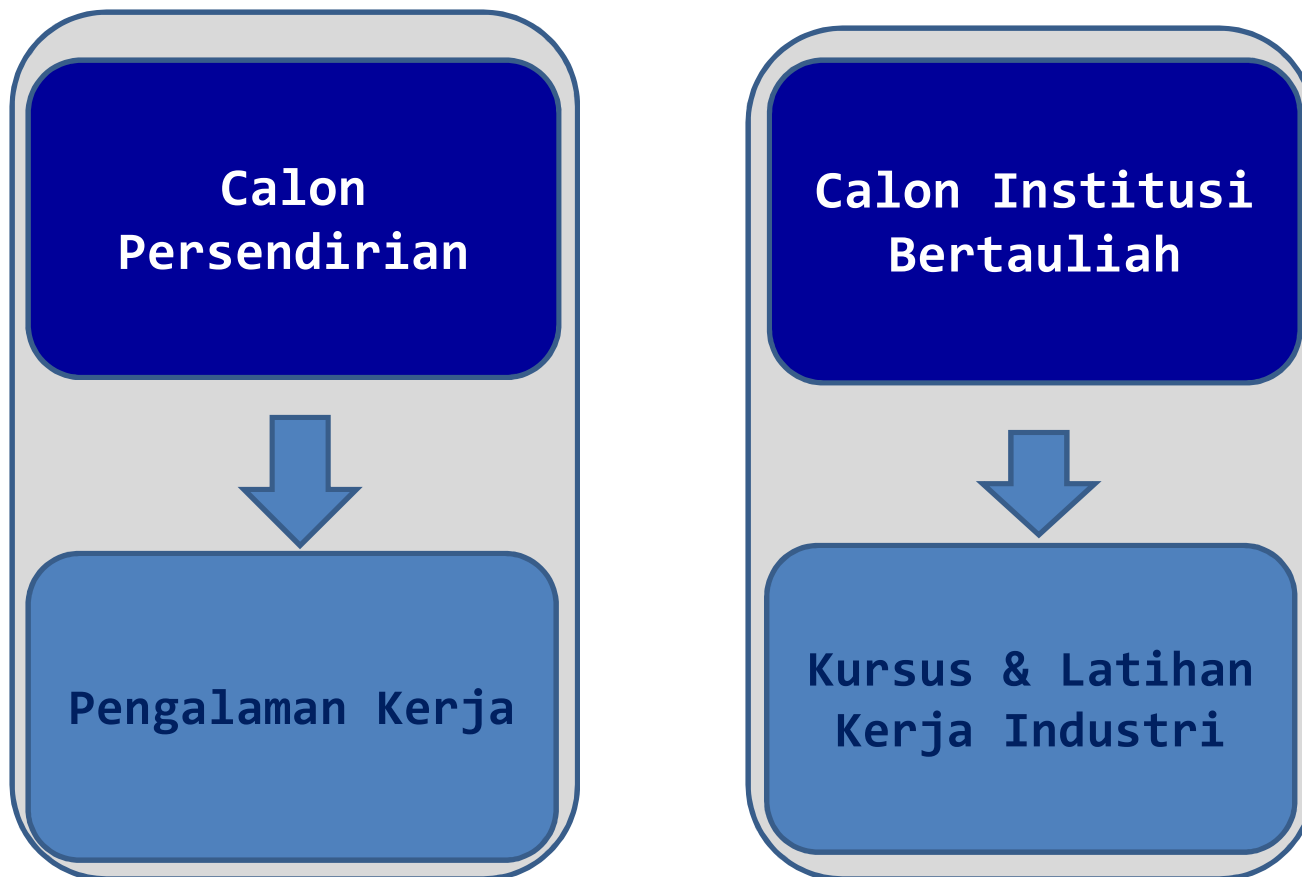 Calon
Persendirian
Pengalaman Kerja
Calon Institusi
Bertauliah
Kursus & Latihan
Kerja Industri